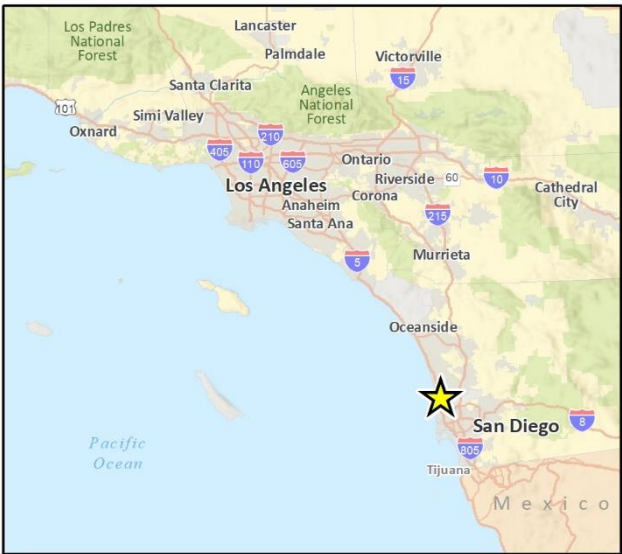 Los Padres
National
Forest
Lancaster
Palmdale
Victorville
15
Santa Clarita
Angeles
National
Forest
101
Simi Valley
Oxnard
210
405
110
605
Ontario
Riverside
60
10
Los Angeles
Corona
Cathedral
City
Anaheim
215
Santa Ana
Murrieta
5
Oceanside
San Diego
8
805
Pacific
Ocean
Tijuana
Mexico